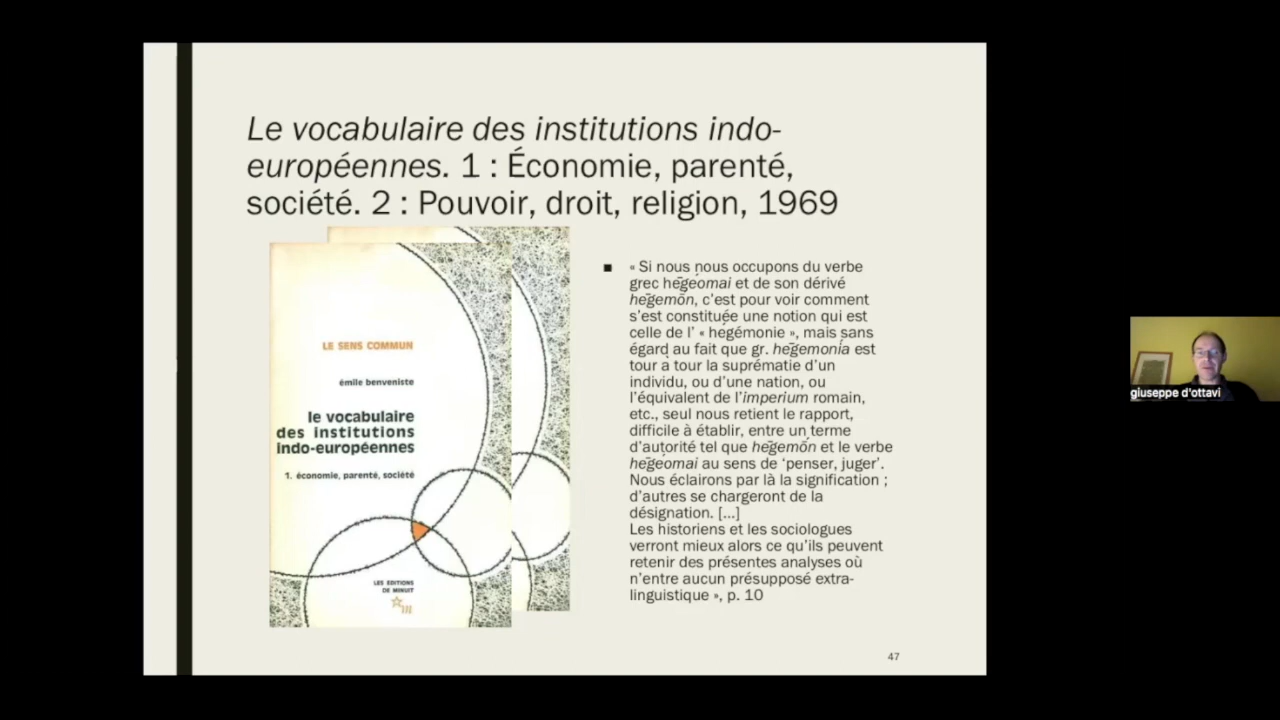 Le vocabulaire des institutions indo-
européennes. 1 : Économie, parenté,
société. 2 : Pouvoir, droit, religion, 1969
LE SENS COMMUN
émile benveniste
le vocabulaire
des institutions
indo-européennes
1. économie, parenté, société
LES EDITIONS
DE MINUIT
■ « Si nous nous occupons du verbe
grec hēgéomai et de son dérivé
hēgemōn, c’est pour voir comment
s’est constituée une notion qui est
celle de l’ « hégémonie », mais sans
égard au fait que gr. hēgemonía est
tour à tour la suprématie d’un
individu, ou d’une nation, ou
l’équivalent de l’imperium romain,
etc., seul nous retient le rapport,
difficile à établir, entre un terme
d’autorité tel que hēgemṓn et le verbe
hēgéomai au sens de ‘penser, juger’.
Nous éclairons par là la signification ;
d’autres se chargeront de la
désignation. [...]
Les historiens et les sociologues
verront mieux alors ce qu’ils peuvent
retenir des présentes analyses où
n’entre aucun présupposé extra-
linguistique », p. 10
47
giuseppe d'ottavi